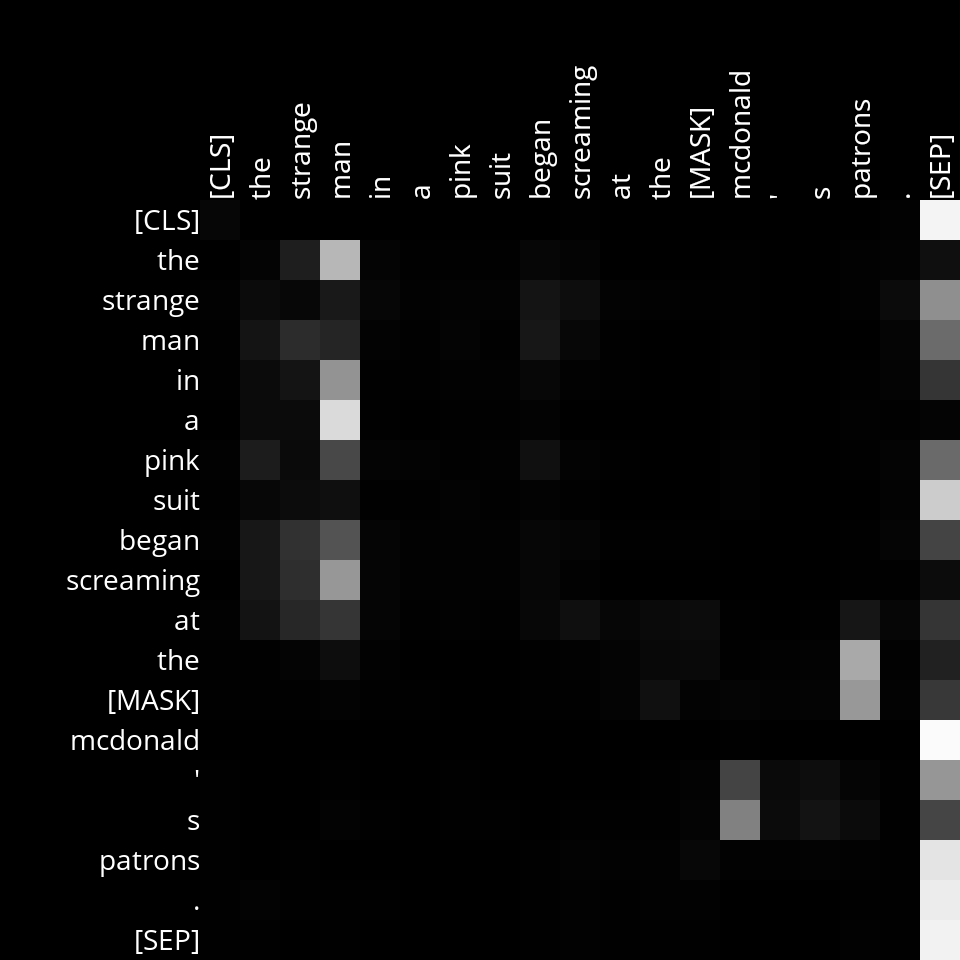 [CLS] the strange man in a pink suit began screaming at the [MASK] mcdonald ' s patrons . [SEP]
[CLS]
the
strange
man
in
a
pink
suit
began
screaming
at
the
[MASK]
mcdonald
'
s
patrons
.
[SEP]